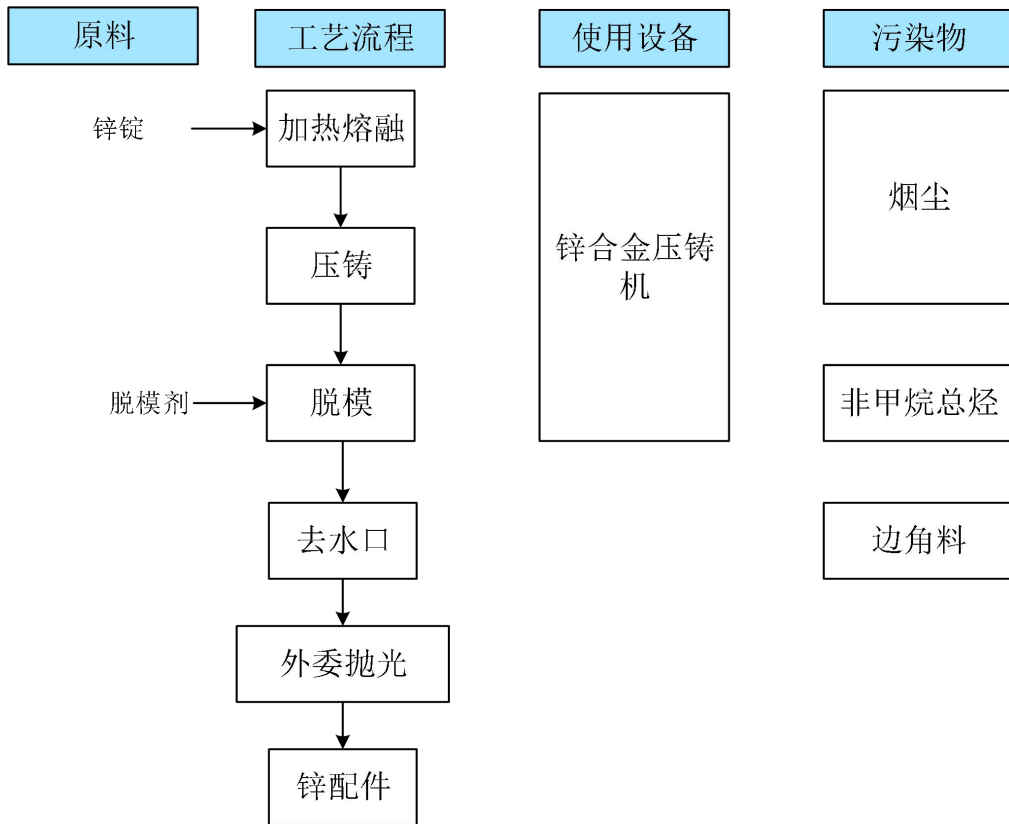 原料
工艺流程
使用设备
污染物
锌锭
加热熔融
压铸
脱模剂
脱模
去水口
外委抛光
锌配件
锌合金压铸
机
烟尘
非甲烷总烃
边角料